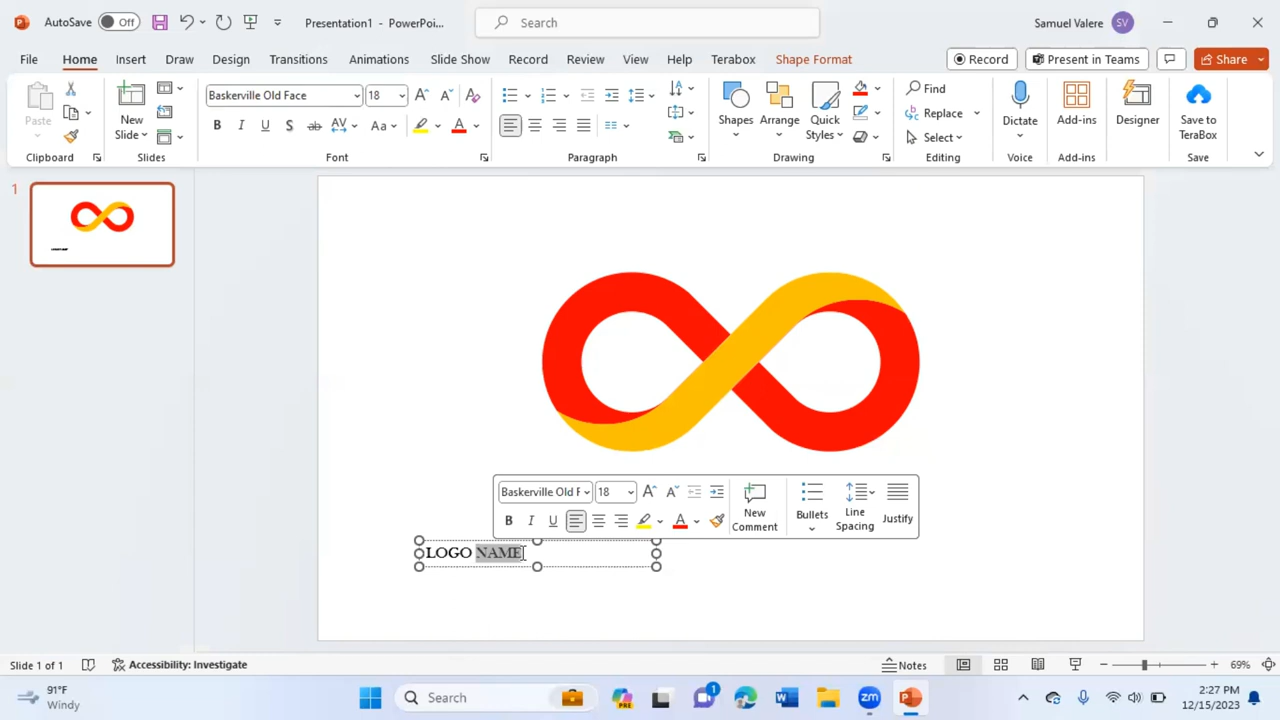 AutoSave Off Presentation1 - PowerPoi... Search Samuel Valere SV
File Home Insert Draw Design Transitions Animations Slide Show Record Review View Help Terabox Shape Format Record Present in Teams Share
Paste New Slide Baskerville Old Face 18 Aa Shapes Arrange Quick Styles Find Replace Select Dictate Add-ins Designer Save to TeraBox
Clipboard Slides Font Paragraph Drawing Editing Voice Add-ins Save
1
Baskerville Old F 18 New Comment Bullets Line Spacing Justify
B I U A
LOGO NAME
Slide 1 of 1 Accessibility: Investigate Notes 69%
91°F
Windy
Search PRE 1 zm 2:27 PM
12/15/2023